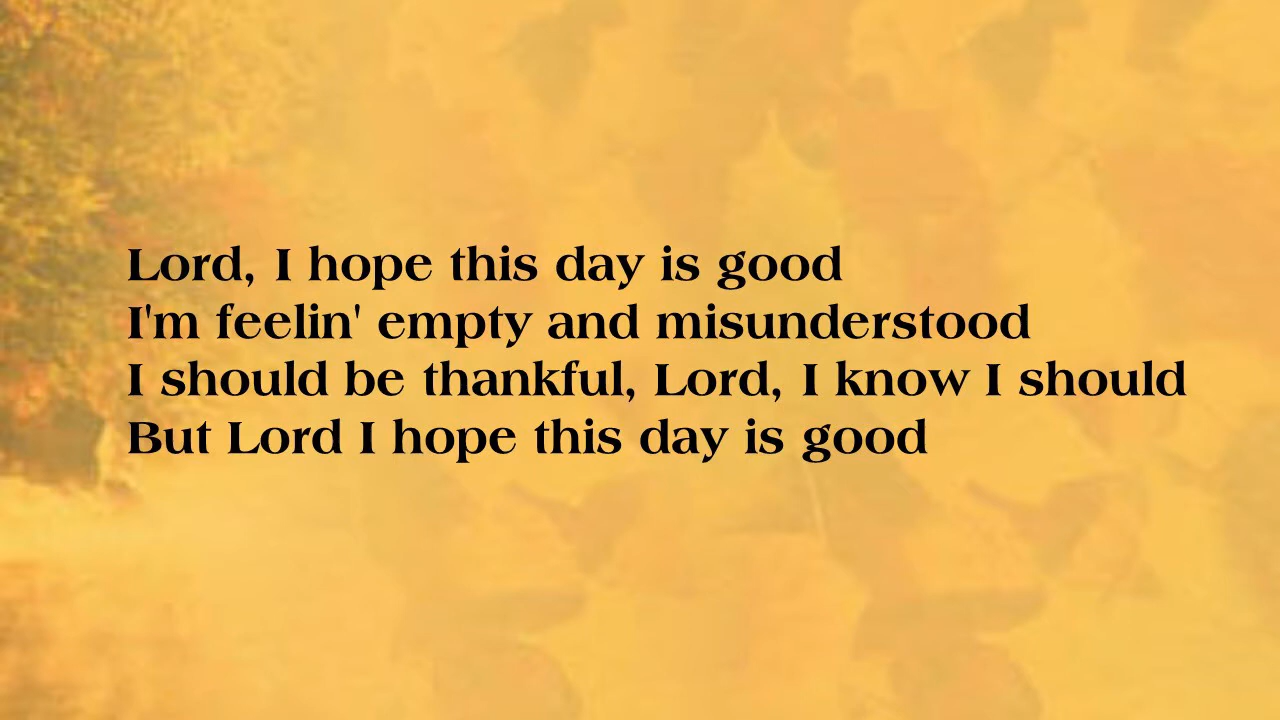 Lord, I hope this day is good
I'm feelin' empty and misunderstood
I should be thankful, Lord, I know I should
But Lord I hope this day is good